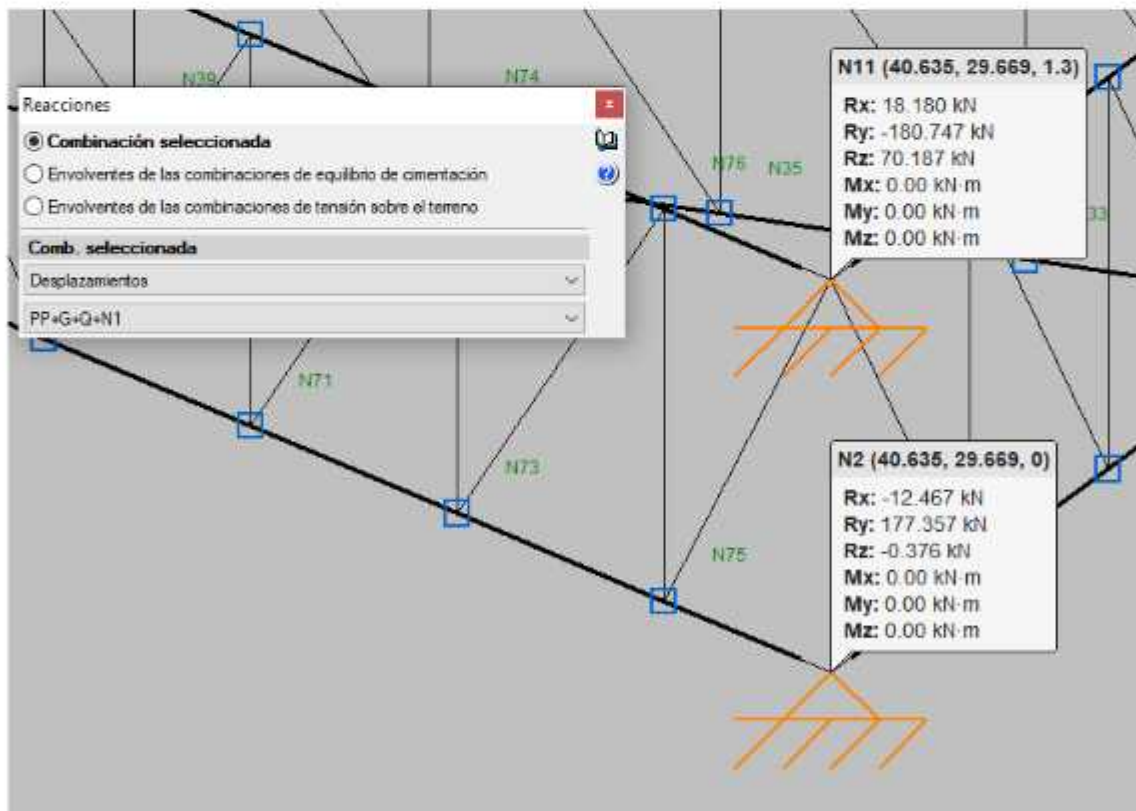 N39
N74
Reacciones
Combinación seleccionada
Envolventes de las combinaciones de equilibrio de cimentación
Envolventes de las combinaciones de tensión sobre el terreno
Comb. seleccionada
Desplazamientos
PP+G+Q+N1
N76
N35
N11 (40.635, 29.669, 1.3)
Rx: 18.180 kN
Ry: -180.747 kN
Rz: 70.187 kN
Mx: 0.00 kN·m
My: 0.00 kN·m
Mz: 0.00 kN·m
33
N71
N73
N75
N2 (40.635, 29.669, 0)
Rx: -12.467 kN
Ry: 177.357 kN
Rz: -0.376 kN
Mx: 0.00 kN·m
My: 0.00 kN·m
Mz: 0.00 kN·m